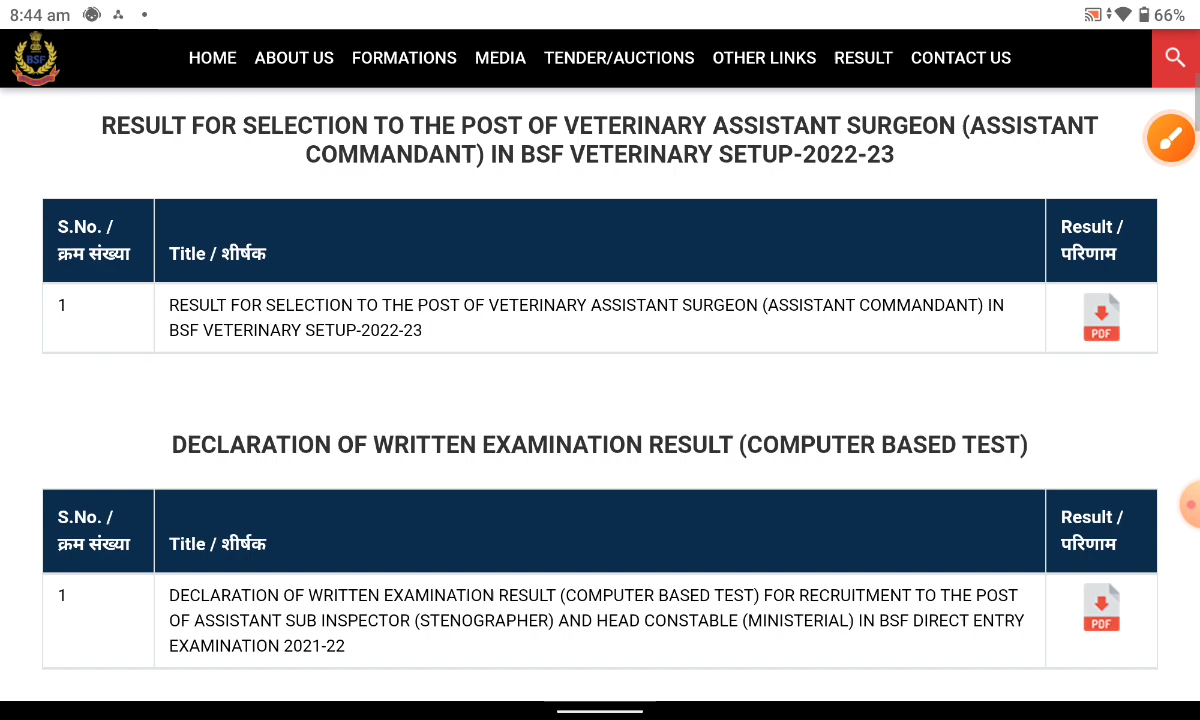 8:44 am
66%
BSF
HOME ABOUT US FORMATIONS MEDIA TENDER/AUCTIONS OTHER LINKS RESULT CONTACT US
RESULT FOR SELECTION TO THE POST OF VETERINARY ASSISTANT SURGEON (ASSISTANT
COMMANDANT) IN BSF VETERINARY SETUP-2022-23
S.No. /
क्रम संख्या
Title / शीर्षक
Result /
परिणाम
1
RESULT FOR SELECTION TO THE POST OF VETERINARY ASSISTANT SURGEON (ASSISTANT COMMANDANT) IN
BSF VETERINARY SETUP-2022-23
PDF
DECLARATION OF WRITTEN EXAMINATION RESULT (COMPUTER BASED TEST)
S.No. /
क्रम संख्या
Title / शीर्षक
Result /
परिणाम
1
DECLARATION OF WRITTEN EXAMINATION RESULT (COMPUTER BASED TEST) FOR RECRUITMENT TO THE POST
OF ASSISTANT SUB INSPECTOR (STENOGRAPHER) AND HEAD CONSTABLE (MINISTERIAL) IN BSF DIRECT ENTRY
EXAMINATION 2021-22
PDF